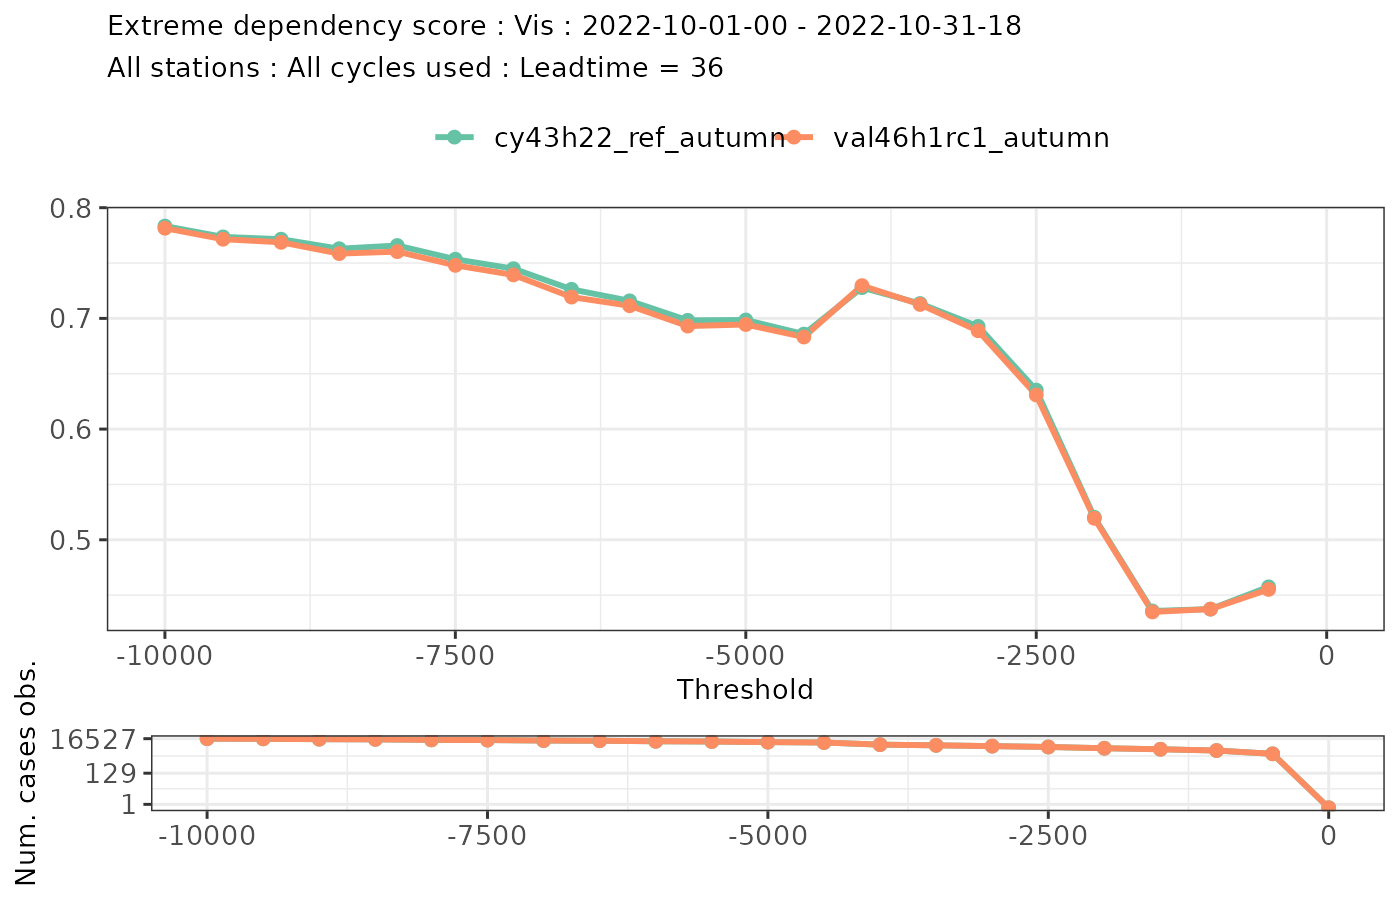 Extreme dependency score : Vis : 2022-10-01-00 - 2022-10-31-18
All stations : All cycles used : Leadtime = 36
cy43h22_ref_autumn val46h1rc1_autumn
0.8
0.7
0.6
0.5
-10000 -7500 -5000 -2500 0
Threshold
Num. cases obs.
16527
129
1
-10000 -7500 -5000 -2500 0